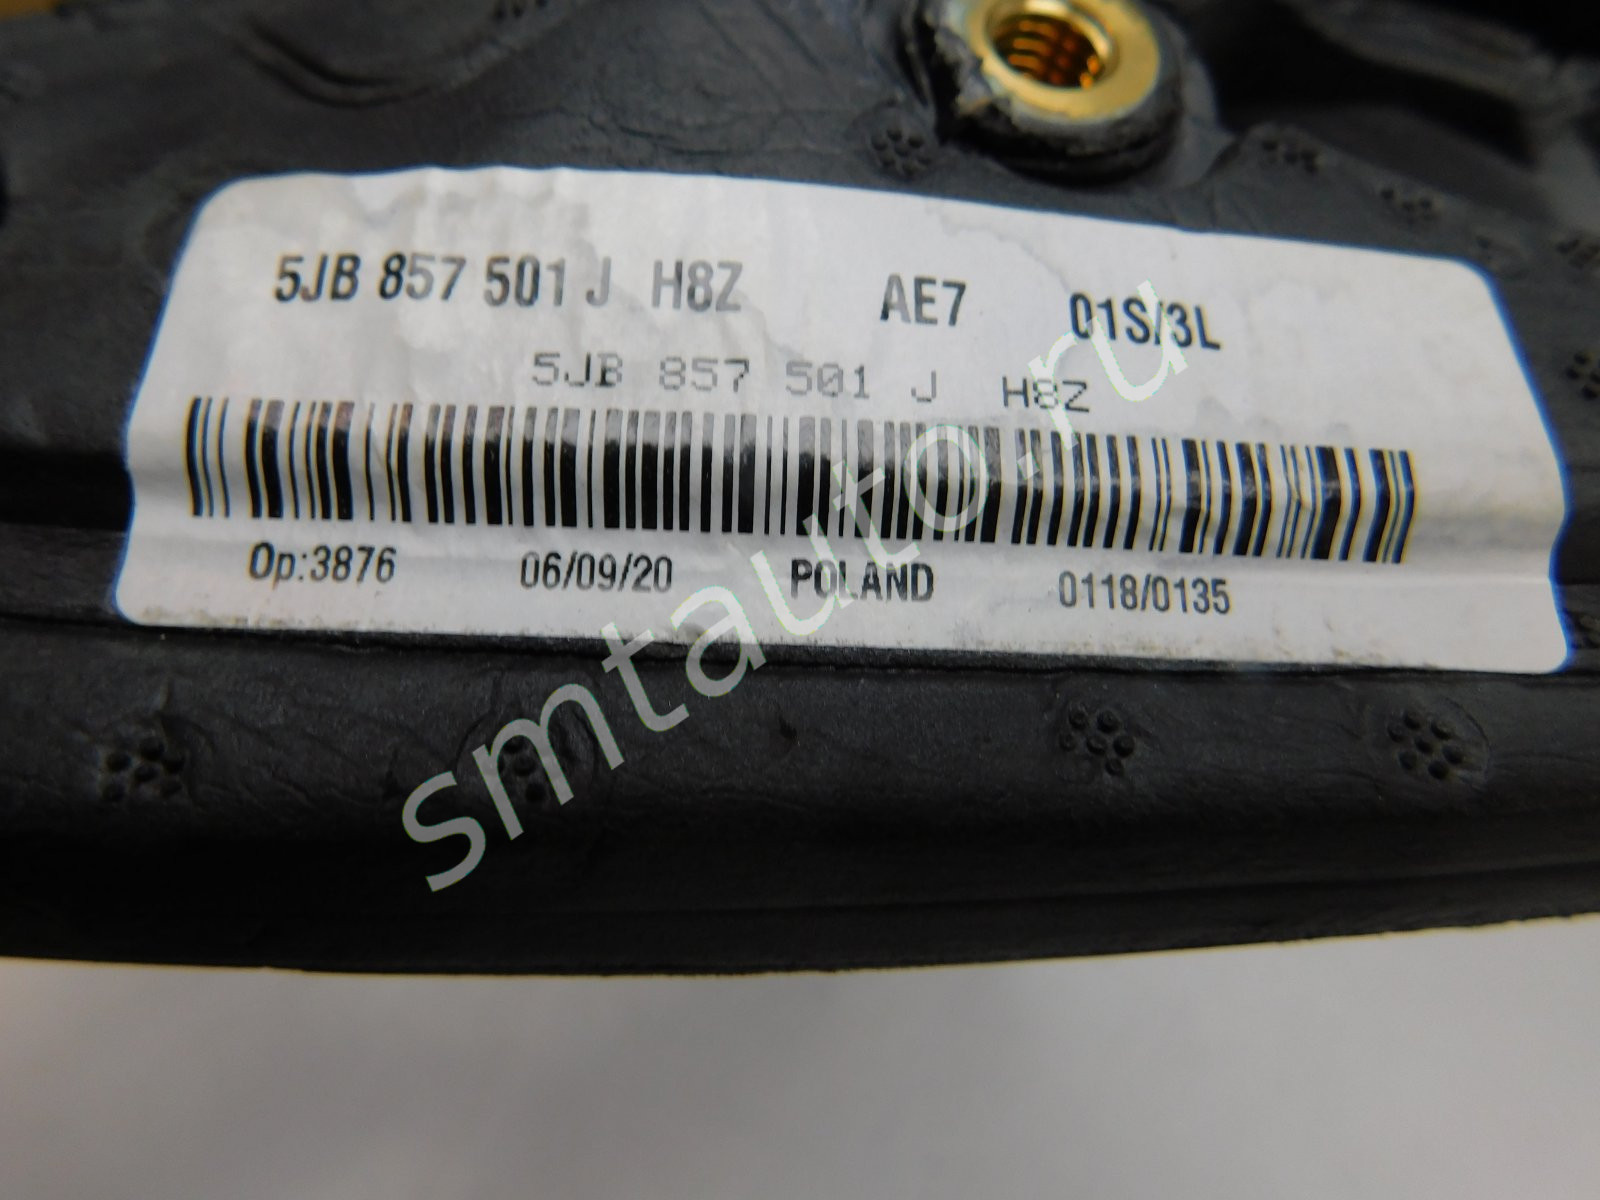 5JB 857 501 J H8Z AE7 01S/3L
5JB 857 501 J H8Z
Op:3876 06/09/20 POLAND 0118/0135
smtauto.ru